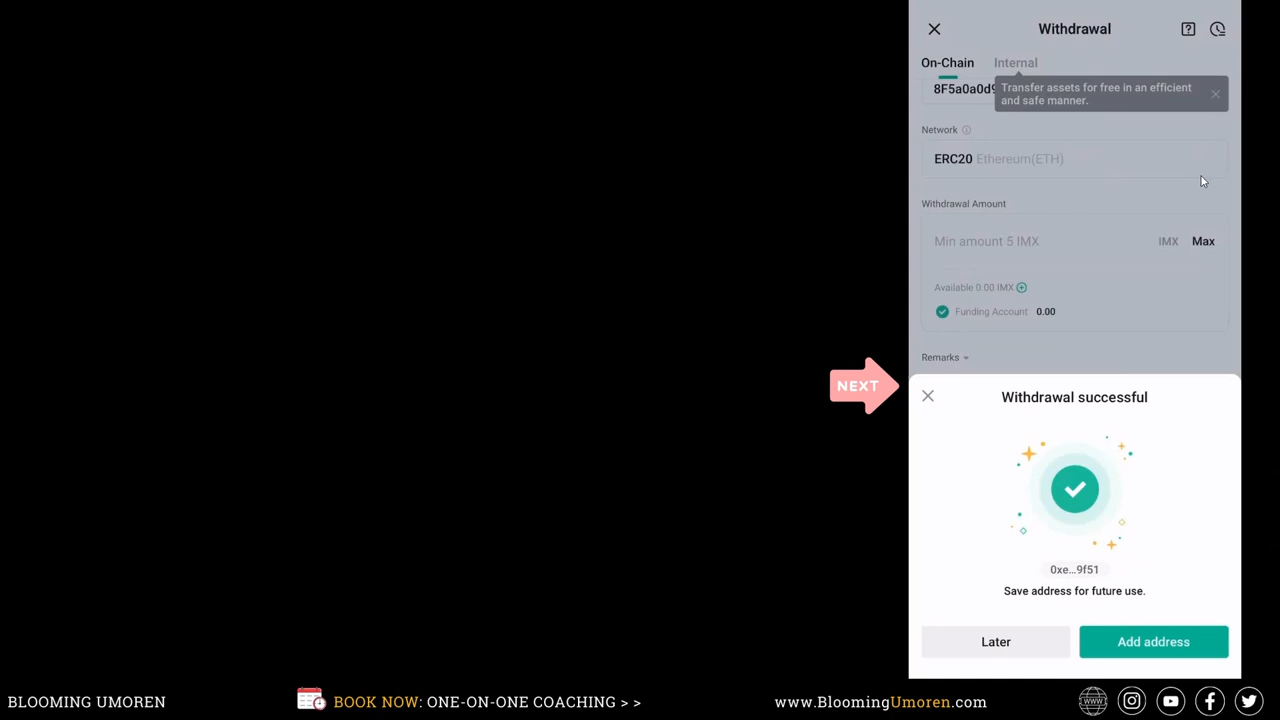 Withdrawal
On-Chain
Internal
8F5a0a0d9
Transfer assets for free in an efficient
and safe manner.
Network
ERC20 Ethereum(ETH)
Withdrawal Amount
Min amount 5 IMX
IMX
Max
Available 0.00 IMX
Funding Account 0.00
Remarks
NEXT
Withdrawal successful
0xe...9f51
Save address for future use.
Later
Add address
BLOOMING UMOREN
BOOK NOW: ONE-ON-ONE COACHING > >
www.BloomingUmoren.com
WWW